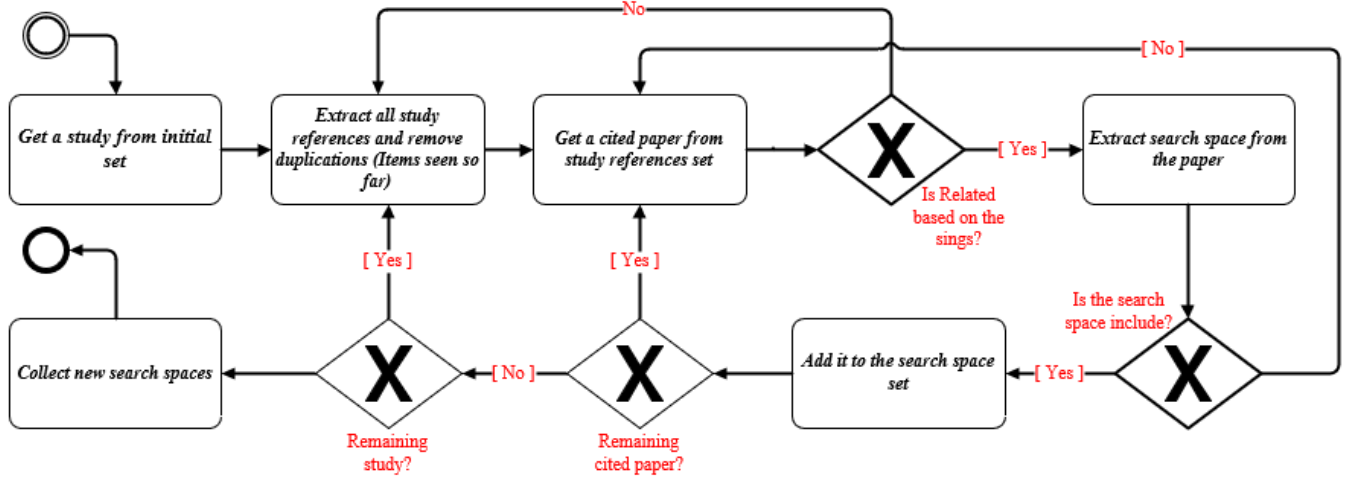 No
[ No ]
Get a study from initial
set
Extract all study
references and remove
duplications (Items seen so
far)
Get a cited paper from
study references set
X
[ Yes ]
Extract search space from
the paper
Is Related
based on the
sings?
[ Yes ]
[ Yes ]
Is the search
space include?
Collect new search spaces
X
[ No ]
X
Add it to the search space
set
[ Yes ]
X
Remaining
study?
Remaining
cited paper?